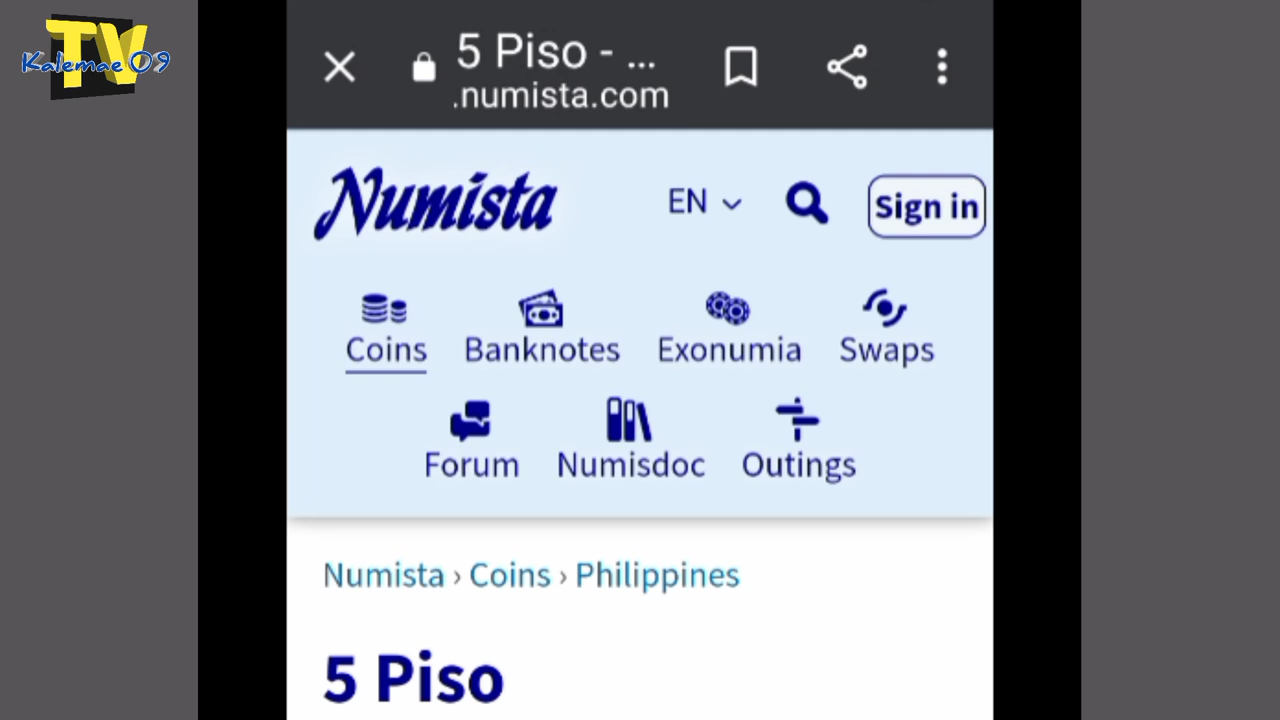 TV
Kalemae 09
5 Piso - ...
.numista.com
Numista
EN
Sign in
Coins Banknotes Exonumia Swaps
Forum Numisdoc Outings
Numista › Coins › Philippines
5 Piso